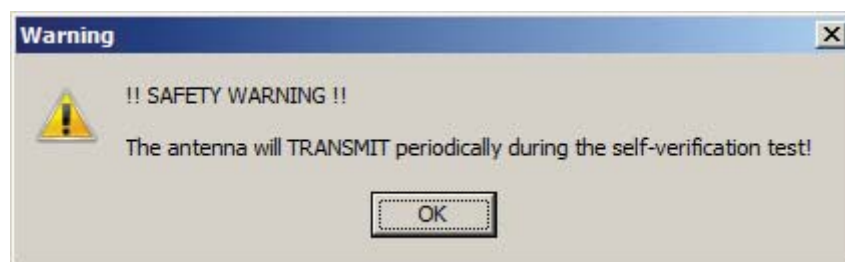 Warning
!! SAFETY WARNING !!
The antenna will TRANSMIT periodically during the self-verification test!
OK